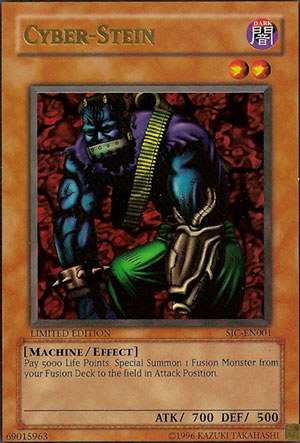 CYBER-STEIN
DARK
闇
LIMITED EDITION SJC-EN001
[MACHINE/EFFECT]
Pay 5000 Life Points. Special Summon 1 Fusion Monster from
your Fusion Deck to the field in Attack Position.
ATK/ 700 DEF/ 500
69015963 ©1996 KAZUKI TAKAHASHI